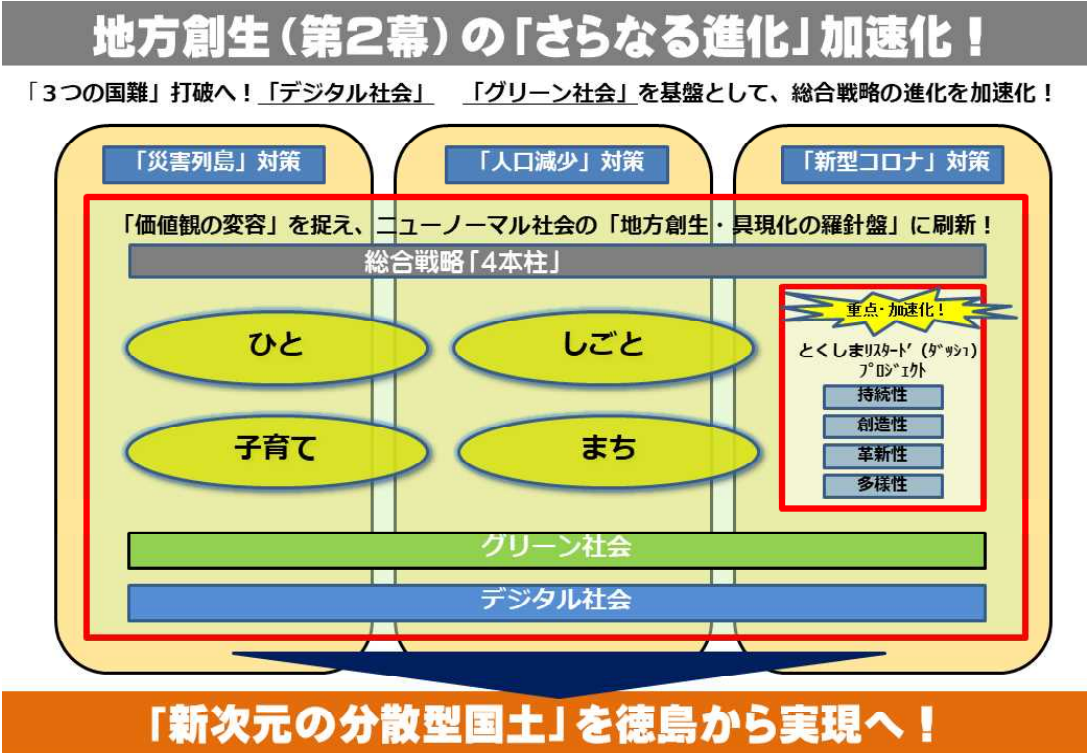 地方創生（第２幕）の「さらなる進化」加速化！
「３つの国難」打破へ！「デジタル社会」　「グリーン社会」を基盤として、総合戦略の進化を加速化！
「災害列島」対策
「人口減少」対策
「新型コロナ」対策
「価値観の変容」を捉え、ニューノーマル社会の「地方創生・具現化の羅針盤」に刷新！
総合戦略「4本柱」
ひと
しごと
子育て
まち
重点・加速化！
とくしまﾘｽﾀｰﾄﾞ（ﾀﾞｯｼｭ）
ﾌﾟﾛｼﾞｪｸﾄ
持続性
創造性
革新性
多様性
グリーン社会
デジタル社会
「新次元の分散型国土」を徳島から実現へ！